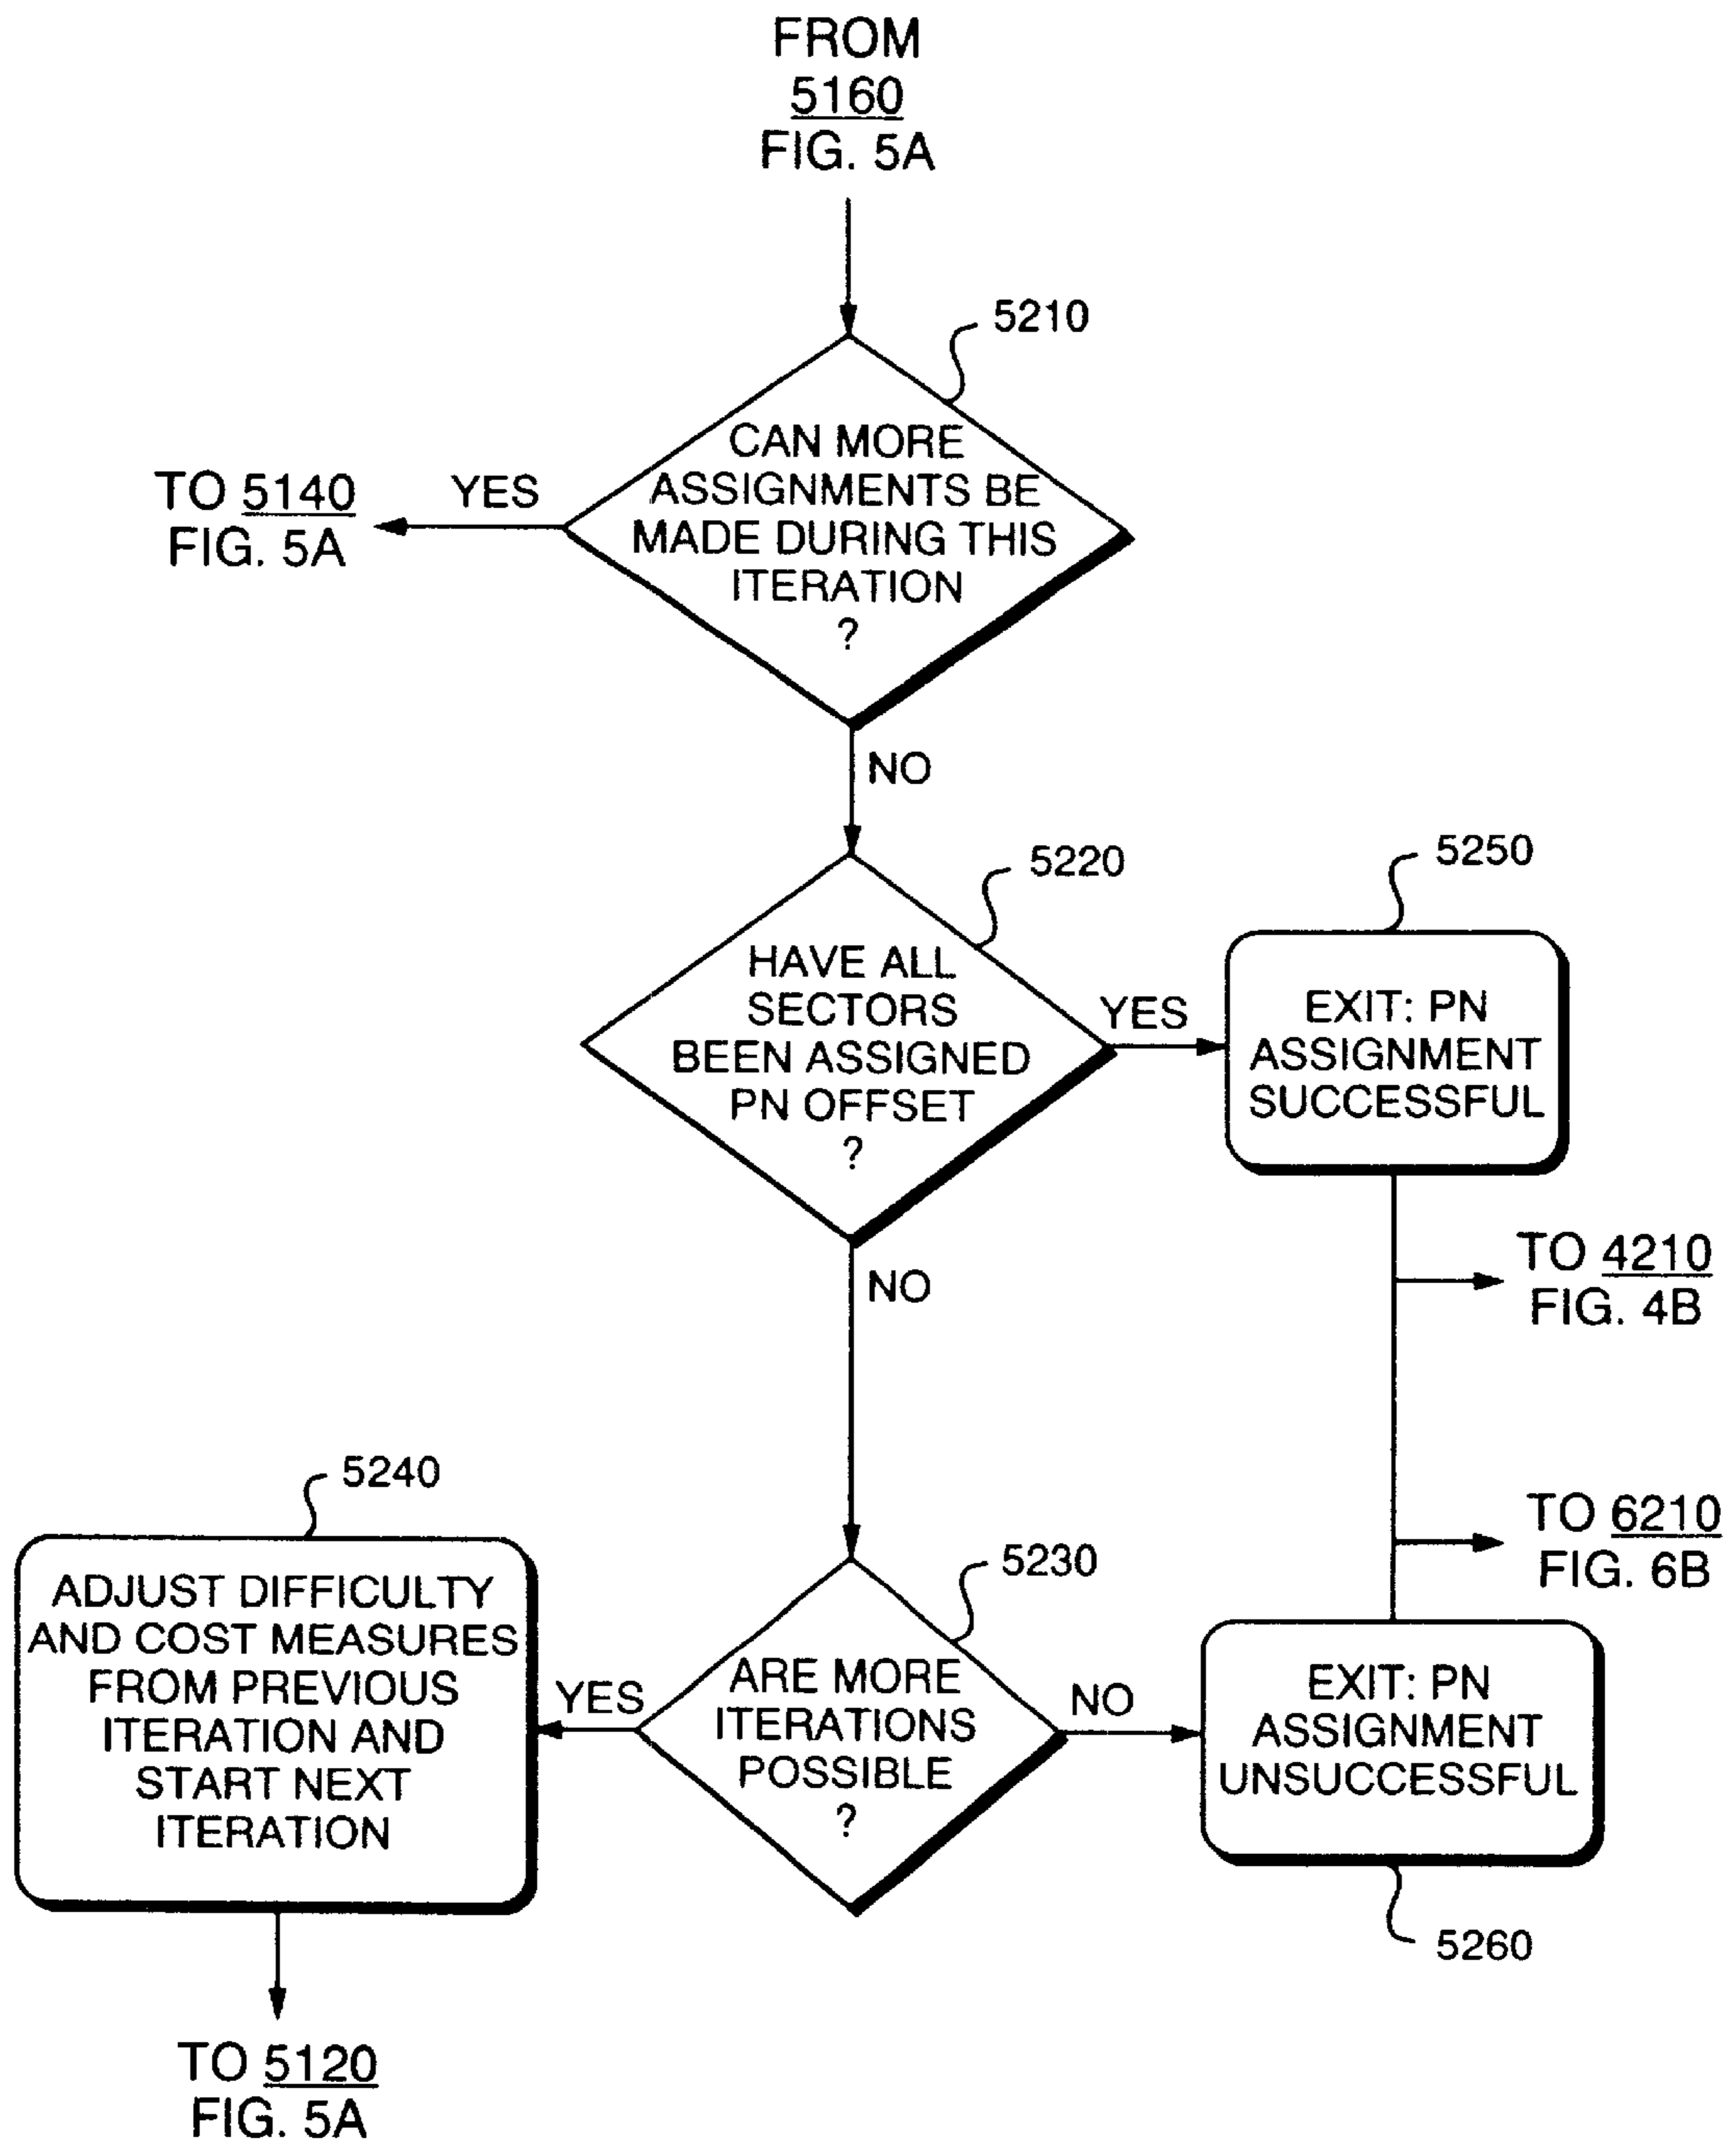 FROM
5160
FIG. 5A
5210
CAN MORE
ASSIGNMENTS BE
MADE DURING THIS
ITERATION
?
YES
TO 5140
FIG. 5A
NO
5220
HAVE ALL
SECTORS
BEEN ASSIGNED
PN OFFSET
?
YES
5250
EXIT: PN
ASSIGNMENT
SUCCESSFUL
TO 4210
FIG. 4B
NO
TO 6210
FIG. 6B
5230
ARE MORE
ITERATIONS
POSSIBLE
?
YES
5240
ADJUST DIFFICULTY
AND COST MEASURES
FROM PREVIOUS
ITERATION AND
START NEXT
ITERATION
NO
EXIT: PN
ASSIGNMENT
UNSUCCESSFUL
5260
TO 5120
FIG. 5A